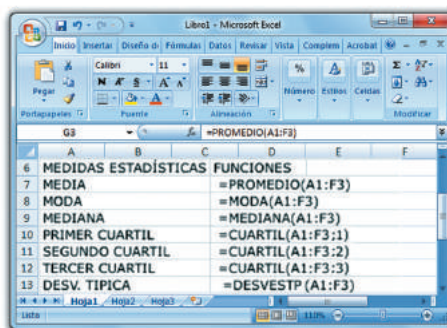 Libro1 - Microsoft Excel
Inicio Insertar Diseño d Fórmulas Datos Revisar Vista Complem Acrobat
Calibri 11
Pegar N K S A A Número Estilos Celdas Σ
Portapapeles Fuente Alineación Modificar
G3 fx =PROMEDIO(A1:F3)
A B C D E F
6 MEDIDAS ESTADÍSTICAS FUNCIONES
7 MEDIA =PROMEDIO(A1:F3)
8 MODA =MODA(A1:F3)
9 MEDIANA =MEDIANA(A1:F3)
10 PRIMER CUARTIL =CUARTIL(A1:F3;1)
11 SEGUNDO CUARTIL =CUARTIL(A1:F3:2)
12 TERCER CUARTIL =CUARTIL(A1:F3:3)
13 DESV. TIPICA =DESVESTP(A1:F3)
Hoja1 Hoja2 Hoja3
Listo 110%